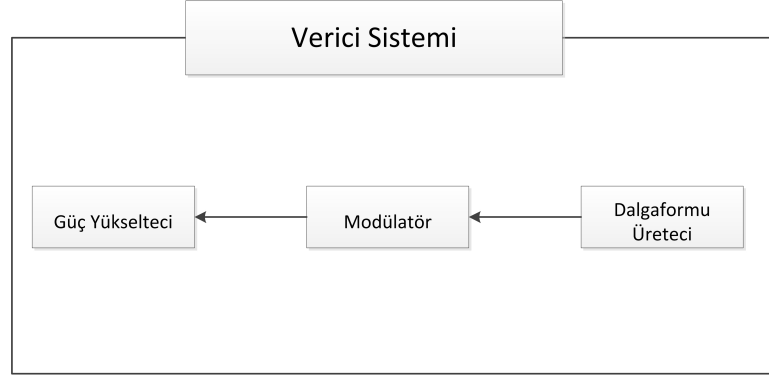 Verici Sistemi
Güç Yükselteci
Modülatör
Dalgaformu
Üreteci